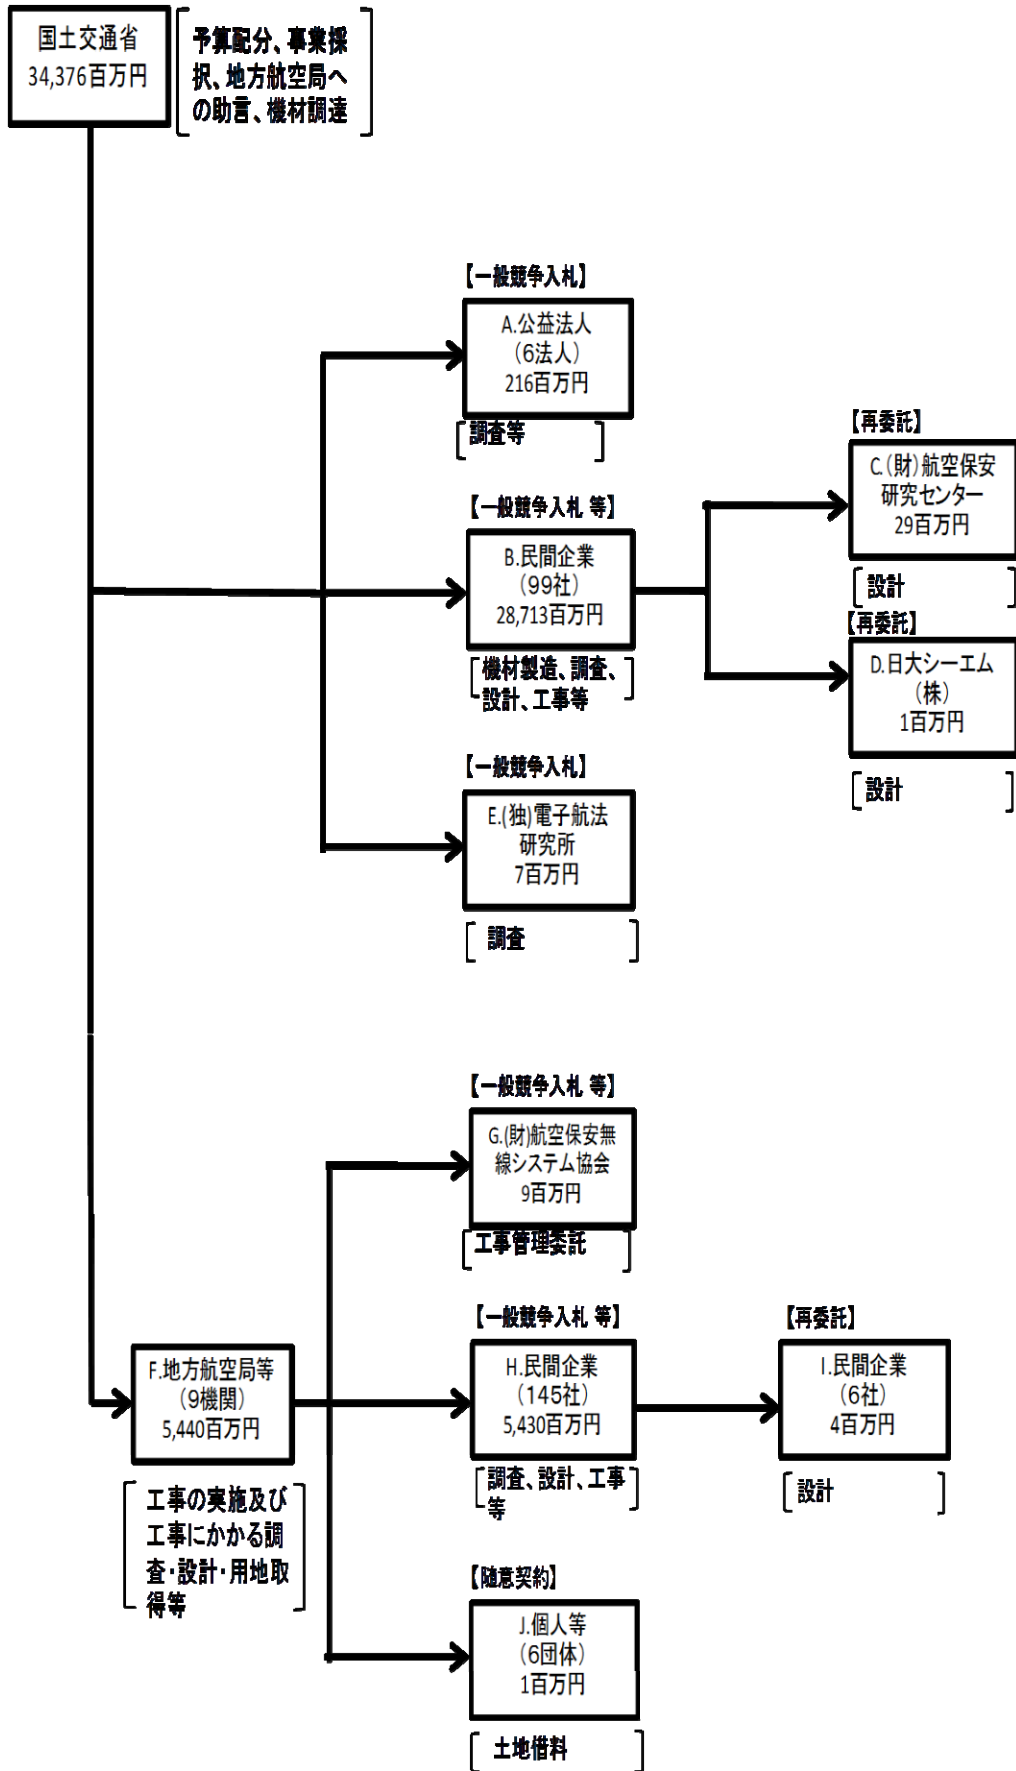 国土交通省
34,376百万円
予算配分、事業採
択、地方航空局へ
の助言、機材調達
【一般競争入札】
A.公益法人
（6法人）
216百万円
調査等
【一般競争入札 等】
B.民間企業
（99社）
28,713百万円
機材製造、調査、
設計、工事等
【再委託】
C.（財）航空保安
研究センター
29百万円
設計
【再委託】
D.日大シーエム
（株）
1百万円
設計
【一般競争入札】
E.(独)電子航法
研究所
7百万円
調査
【一般競争入札 等】
G.(財)航空保安無
線システム協会
9百万円
工事管理委託
F.地方航空局等
（9機関）
5,440百万円
工事の実施及び
工事にかかる調
査・設計・用地取
得等
【一般競争入札 等】
H.民間企業
（145社）
5,430百万円
調査、設計、工事
等
【再委託】
I.民間企業
（6社）
4百万円
設計
【随意契約】
J.個人等
（6団体）
1百万円
土地借料